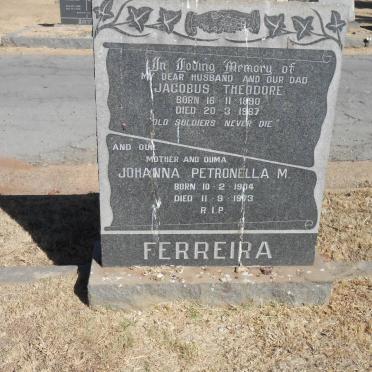 In Loving Memory of
MY DEAR HUSBAND AND OUR DAD
JACOBUS THEODORE
BORN 16-11-1890
DIED 20-3-1967
OLD SOLDIERS NEVER DIE
AND OUR
MOTHER AND OUMA
JOHANNA PETRONELLA M.
BORN 10-2-1904
DIED 11-9-1973
R.I.P.
FERREIRA